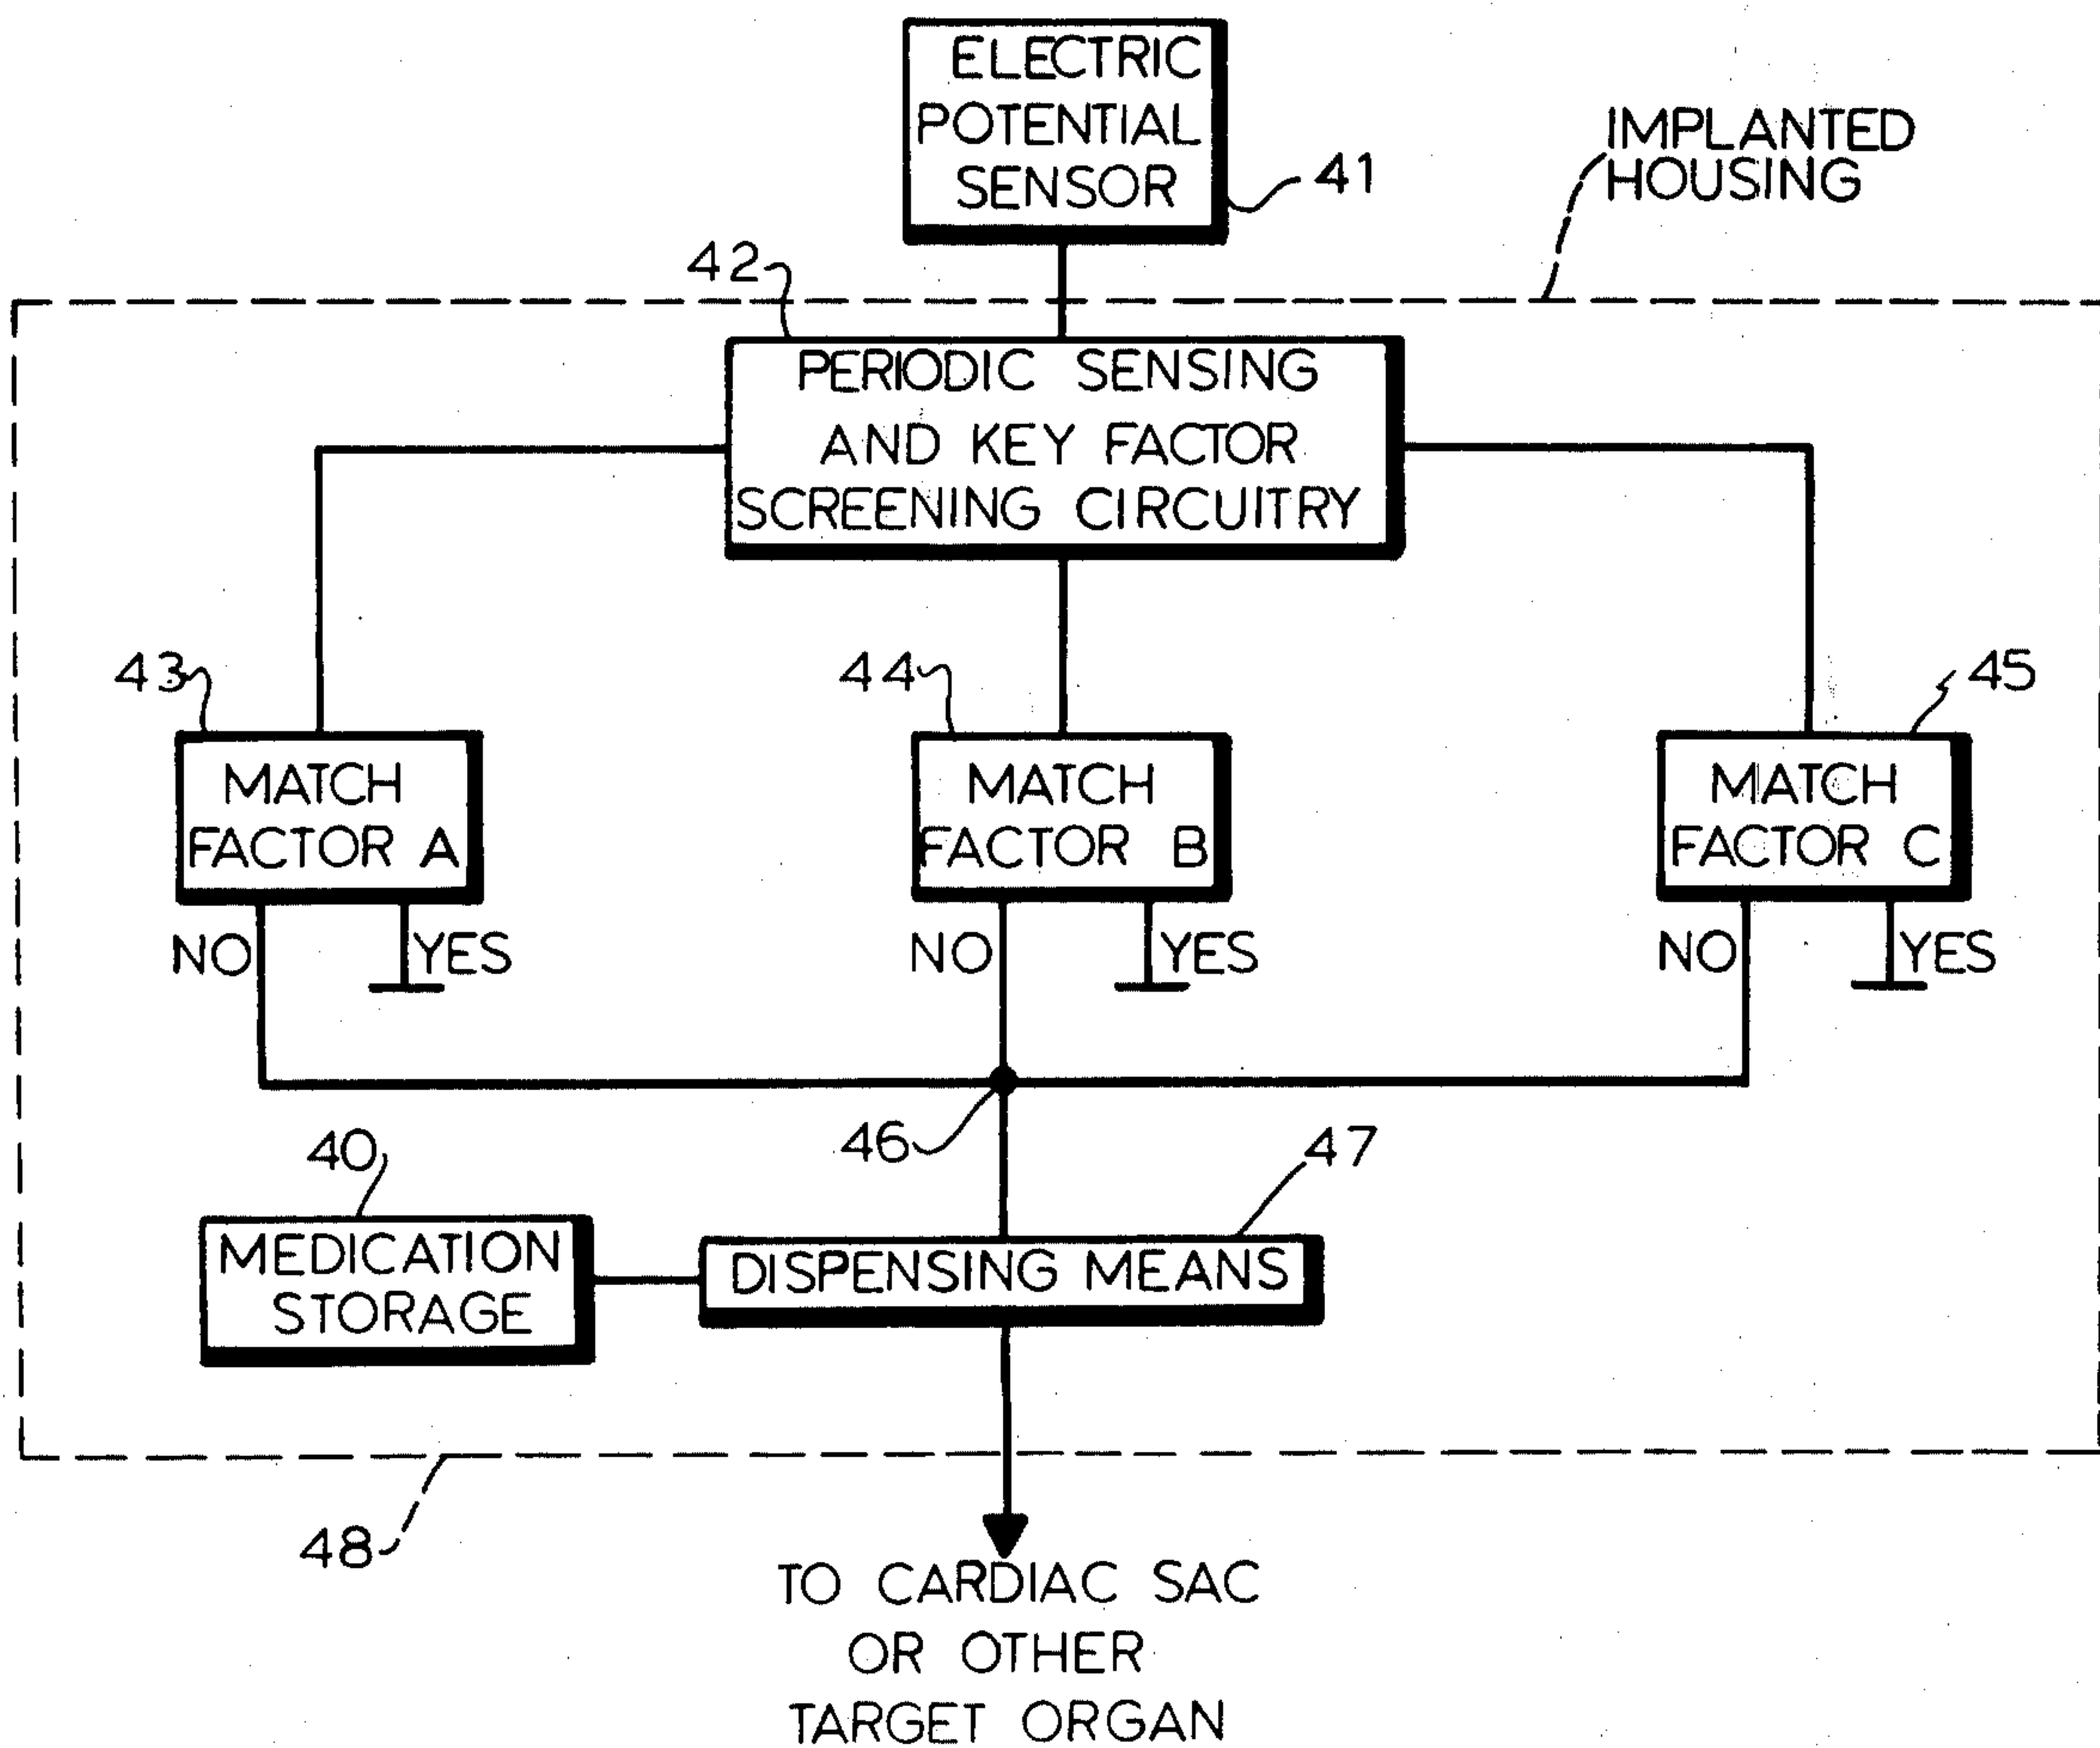 ELECTRIC
POTENTIAL
SENSOR
41
IMPLANTED
HOUSING
42
PERIODIC SENSING
AND KEY FACTOR
SCREENING CIRCUITRY
43
44
45
MATCH
FACTOR A
MATCH
FACTOR B
MATCH
FACTOR C
NO
YES
NO
YES
NO
YES
46
40
47
MEDICATION
STORAGE
DISPENSING MEANS
48
TO CARDIAC SAC
OR OTHER
TARGET ORGAN